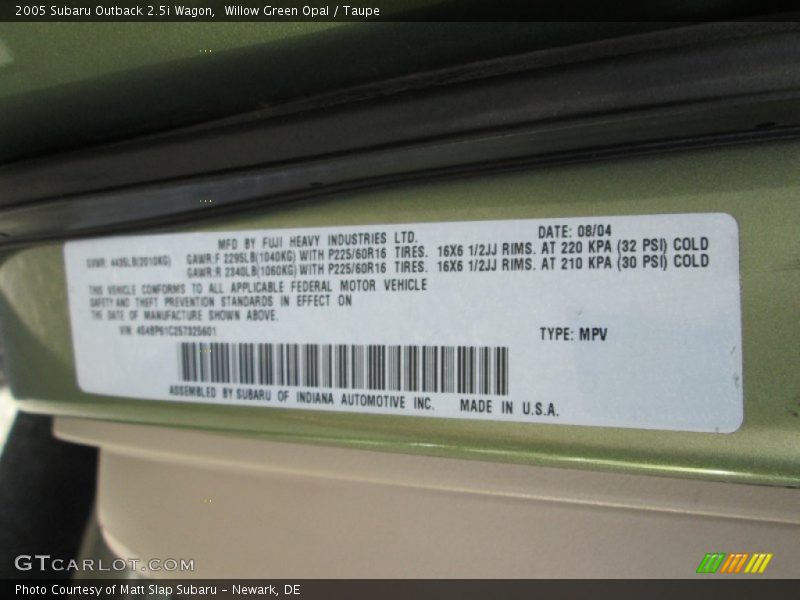 2005 Subaru Outback 2.5i Wagon,  Willow Green Opal / Taupe
MFD BY FUJI HEAVY INDUSTRIES LTD. DATE: 08/04
GVWR: 4435LB(2010KG) GAWR:F 2295LB(1040KG) WITH P225/60R16 TIRES. 16X6 1/2JJ RIMS. AT 220 KPA (32 PSI) COLD
GAWR:R 2340LB(1060KG) WITH P225/60R16 TIRES. 16X6 1/2JJ RIMS. AT 210 KPA (30 PSI) COLD
THIS VEHICLE CONFORMS TO ALL APPLICABLE FEDERAL MOTOR VEHICLE
SAFETY AND THEFT PREVENTION STANDARDS IN EFFECT ON
THE DATE OF MANUFACTURE SHOWN ABOVE.
VIN: 4S4BP61C257325601 TYPE: MPV
ASSEMBLED BY SUBARU OF INDIANA AUTOMOTIVE INC. MADE IN U.S.A.
GTCarLot.com
Photo Courtesy of Matt Slap Subaru - Newark, DE